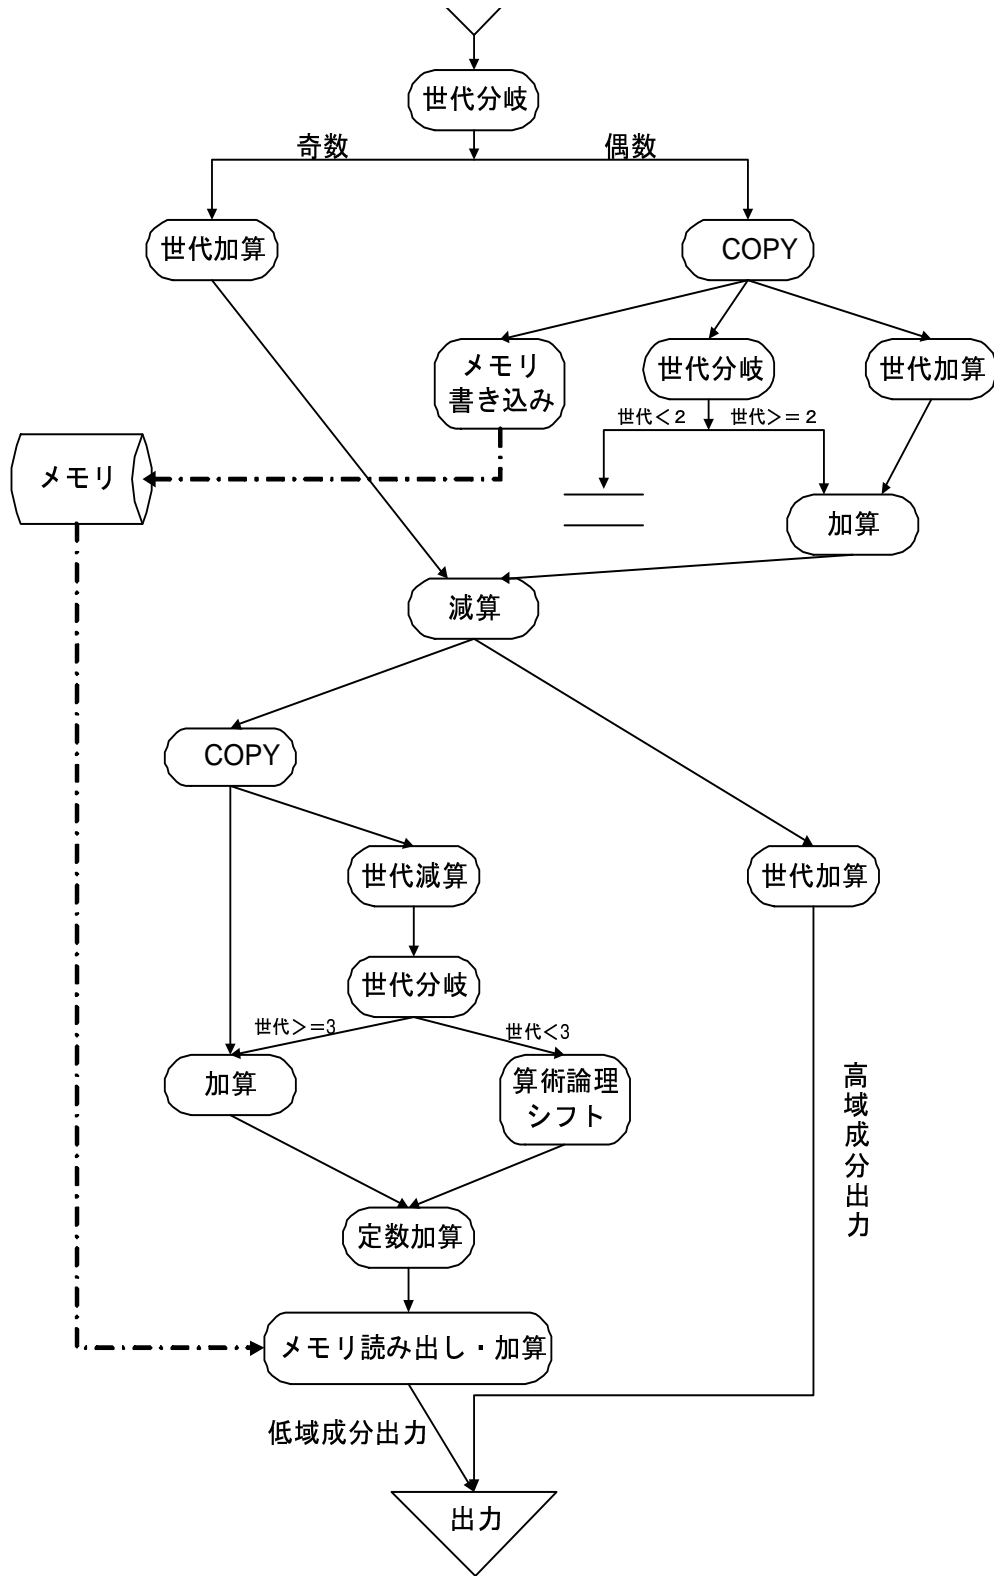 世代分岐
奇数
偶数
世代加算
COPY
メモリ
書き込み
世代分岐
世代加算
世代<2
世代>=2
メモリ
加算
減算
COPY
世代減算
世代加算
世代分岐
世代>=3
世代<3
加算
算術論理
シフト
高域成分出力
定数加算
メモリ読み出し・加算
低域成分出力
出力